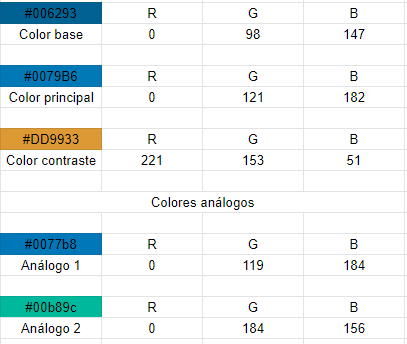 #006293 R G B
Color base 0 98 147
#0079B6 R G B
Color principal 0 121 182
#DD9933 R G B
Color contraste 221 153 51
Colores análogos
#0077b8 R G B
Análogo 1 0 119 184
#00b89c R G B
Análogo 2 0 184 156